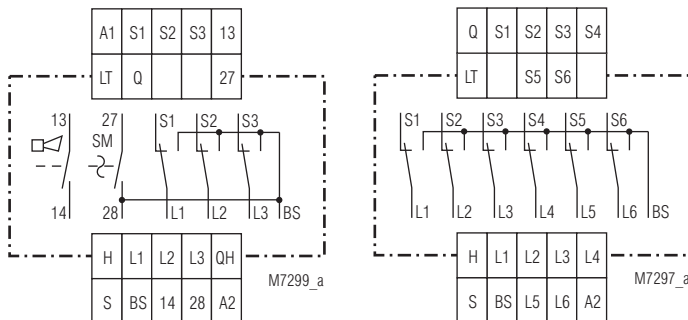 A1 S1 S2 S3 13
LT Q 27
13 27 S1 S2 S3
SM
14 28 L1 L2 L3 BS
H L1 L2 L3 QH
S BS 14 28 A2
M7299_a
Q S1 S2 S3 S4
LT S5 S6
S1 S2 S3 S4 S5 S6
L1 L2 L3 L4 L5 L6 BS
H L1 L2 L3 L4
S BS L5 L6 A2
M7297_a